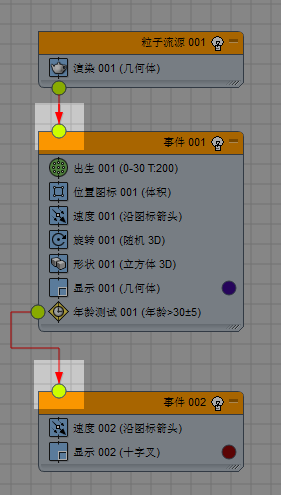 粒子流源 001
渲染 001 (几何体)
事件 001
出生 001 (0-30 T:200)
位置图标 001 (体积)
速度 001 (沿图标箭头)
旋转 001 (随机 3D)
形状 001 (立方体 3D)
显示 001 (几何体)
年龄测试 001 (年龄>30±5)
事件 002
速度 002 (沿图标箭头)
显示 002 (十字叉)